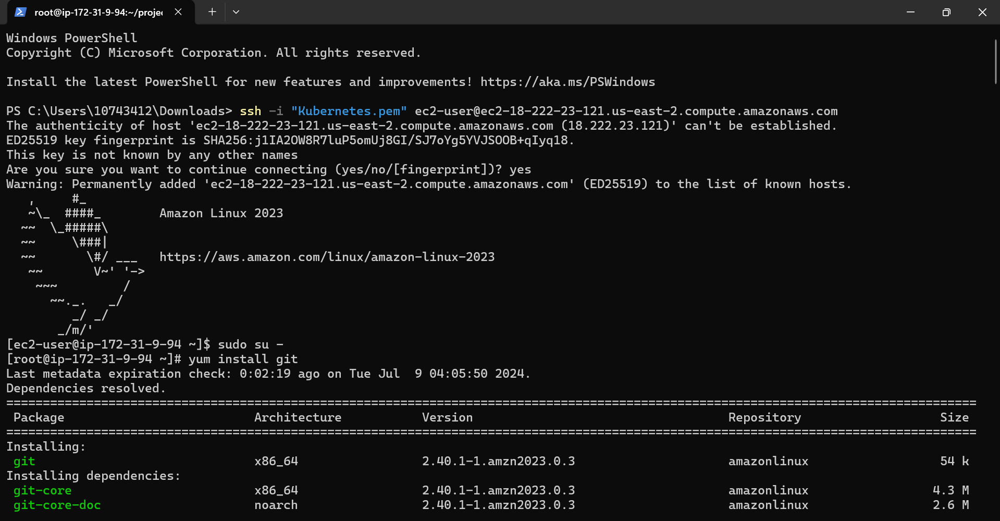 root@ip-172-31-9-94:~/projec
Windows PowerShell
Copyright (C) Microsoft Corporation. All rights reserved.
Install the latest PowerShell for new features and improvements! https://aka.ms/PSWindows
PS C:\Users\10743412\Downloads> ssh -i "Kubernetes.pem" ec2-user@ec2-18-222-23-121.us-east-2.compute.amazonaws.com
The authenticity of host 'ec2-18-222-23-121.us-east-2.compute.amazonaws.com (18.222.23.121)' can't be established.
ED25519 key fingerprint is SHA256:j1IA2OW8R7luP5omUj8GI/SJ7oYg5YVJSOOB+qIyq18.
This key is not known by any other names
Are you sure you want to continue connecting (yes/no/[fingerprint])? yes
Warning: Permanently added 'ec2-18-222-23-121.us-east-2.compute.amazonaws.com' (ED25519) to the list of known hosts.
   ,     #_
   ~\_  ####_        Amazon Linux 2023
  ~~  \_#####\
  ~~     \###|
  ~~       \#/ ___   https://aws.amazon.com/linux/amazon-linux-2023
   ~~       V~' '->
    ~~~         /
      ~~._.   _/
         _/ _/
       _/m/'
[ec2-user@ip-172-31-9-94 ~]$ sudo su -
[root@ip-172-31-9-94 ~]# yum install git
Last metadata expiration check: 0:02:19 ago on Tue Jul  9 04:05:50 2024.
Dependencies resolved.
=====================================================================================================================================
 Package                          Architecture           Version                                   Repository                   Size
=====================================================================================================================================
Installing:
 git                              x86_64                 2.40.1-1.amzn2023.0.3                     amazonlinux                  54 k
Installing dependencies:
 git-core                         x86_64                 2.40.1-1.amzn2023.0.3                     amazonlinux                 4.3 M
 git-core-doc                     noarch                 2.40.1-1.amzn2023.0.3                     amazonlinux                 2.6 M